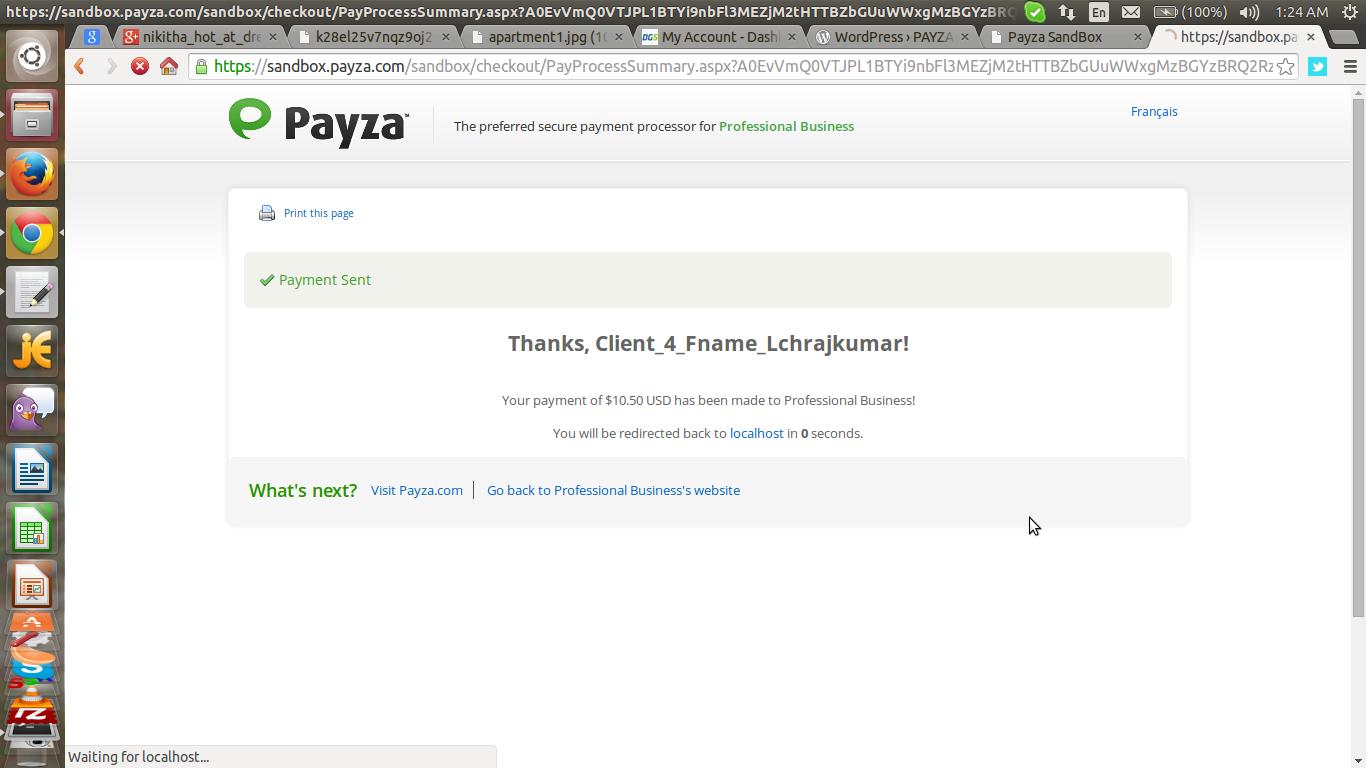 https://sandbox.payza.com/sandbox/checkout/PayProcessSummary.aspx?A0EvVmQ0VTJPL1BTYi9nbFl3MEZjM2tHTTBZbGUuWWxgMzBGYzBRQ
En
(100%)
1:24 AM
nikitha_hot_at_dre
k28el25v7nqz9oj2
apartment1.jpg (10
DGS My Account - Dashl
WordPress › PAYZA
Payza SandBox
https://sandbox.pa
https://sandbox.payza.com/sandbox/checkout/PayProcessSummary.aspx?A0EvVmQ0VTJPL1BTYi9nbFl3MEZjM2tHTTBZbGUuWWxgMzBGYzBRQ2Rz
Payza™
The preferred secure payment processor for Professional Business
Français
Print this page
Payment Sent
Thanks, Client_4_Fname_Lchrajkumar!
Your payment of $10.50 USD has been made to Professional Business!
You will be redirected back to localhost in 0 seconds.
What's next? Visit Payza.com | Go back to Professional Business's website
Waiting for localhost...